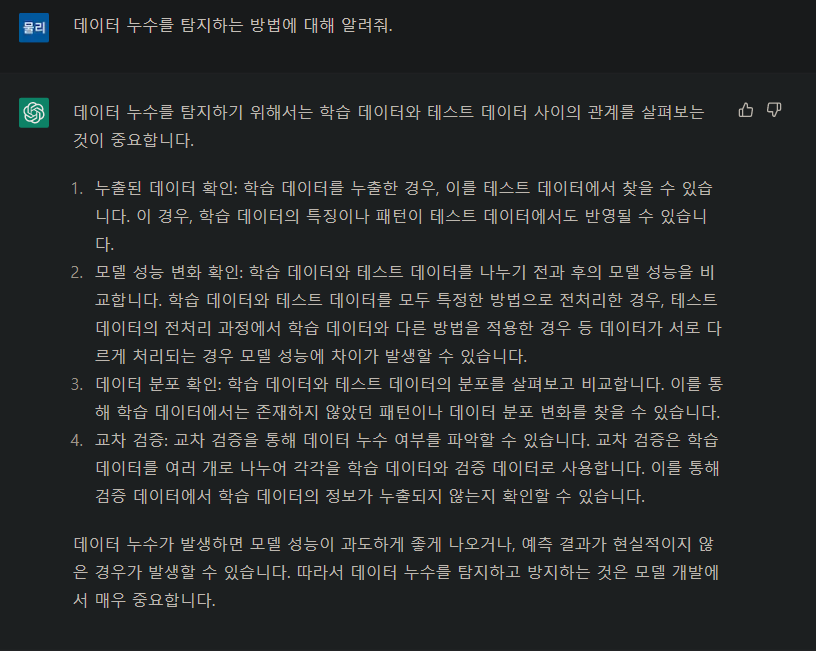 물리
데이터 누수를 탐지하는 방법에 대해 알려줘.
데이터 누수를 탐지하기 위해서는 학습 데이터와 테스트 데이터 사이의 관계를 살펴보는
것이 중요합니다.
1. 누출된 데이터 확인: 학습 데이터를 누출한 경우, 이를 테스트 데이터에서 찾을 수 있습
니다. 이 경우, 학습 데이터의 특징이나 패턴이 테스트 데이터에서도 반영될 수 있습니
다.
2. 모델 성능 변화 확인: 학습 데이터와 테스트 데이터를 나누기 전과 후의 모델 성능을 비
교합니다. 학습 데이터와 테스트 데이터를 모두 특정한 방법으로 전처리한 경우, 테스트
데이터의 전처리 과정에서 학습 데이터와 다른 방법을 적용한 경우 등 데이터가 서로 다
르게 처리되는 경우 모델 성능에 차이가 발생할 수 있습니다.
3. 데이터 분포 확인: 학습 데이터와 테스트 데이터의 분포를 살펴보고 비교합니다. 이를 통
해 학습 데이터에서는 존재하지 않았던 패턴이나 데이터 분포 변화를 찾을 수 있습니다.
4. 교차 검증: 교차 검증을 통해 데이터 누수 여부를 파악할 수 있습니다. 교차 검증은 학습
데이터를 여러 개로 나누어 각각을 학습 데이터와 검증 데이터로 사용합니다. 이를 통해
검증 데이터에서 학습 데이터의 정보가 누출되지 않는지 확인할 수 있습니다.
데이터 누수가 발생하면 모델 성능이 과도하게 좋게 나오거나, 예측 결과가 현실적이지 않
은 경우가 발생할 수 있습니다. 따라서 데이터 누수를 탐지하고 방지하는 것은 모델 개발에
서 매우 중요합니다.